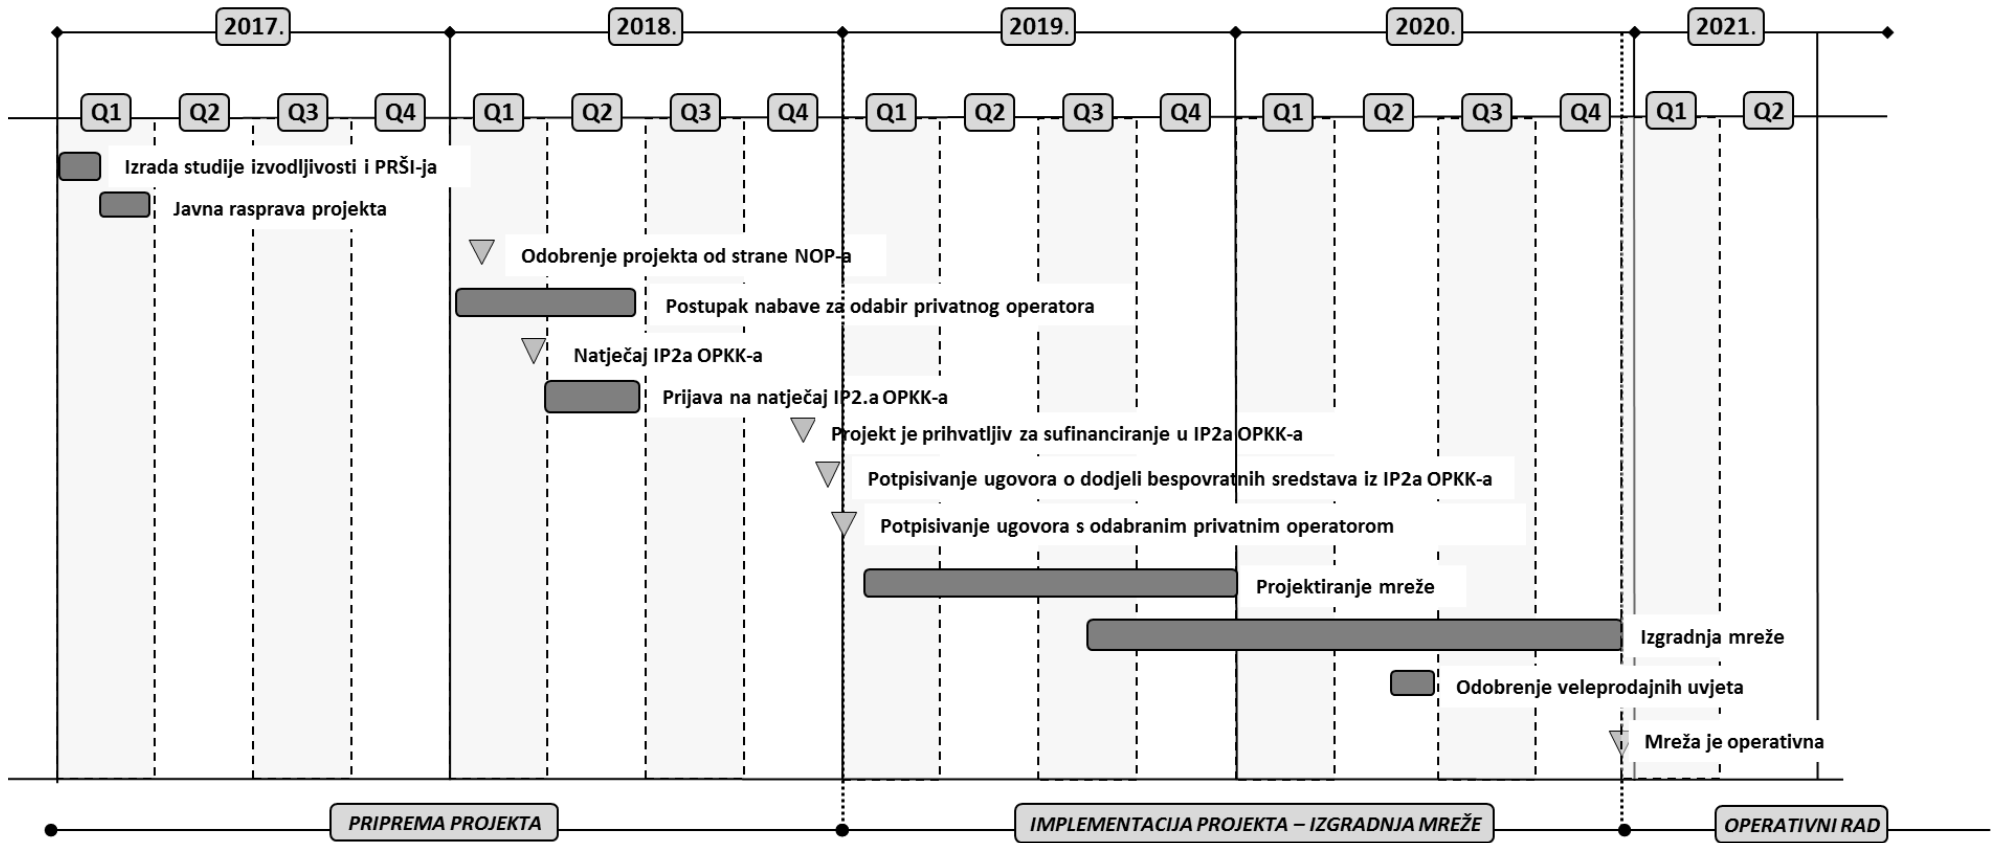 2017. 2018. 2019. 2020. 2021.
Q1 Q2 Q3 Q4 Q1 Q2 Q3 Q4 Q1 Q2 Q3 Q4 Q1 Q2 Q3 Q4 Q1 Q2
Izrada studije izvodljivosti i PRŠI-ja
Javna rasprava projekta
Odobrenje projekta od strane NOP-a
Postupak nabave za odabir privatnog operatora
Natječaj IP2a OPKK-a
Prijava na natječaj IP2.a OPKK-a
Projekt je prihvatljiv za sufinanciranje u IP2a OPKK-a
Potpisivanje ugovora o dodjeli bespovratnih sredstava iz IP2a OPKK-a
Potpisivanje ugovora s odabranim privatnim operatorom
Projektiranje mreže
Izgradnja mreže
Odobrenje veleprodajnih uvjeta
Mreža je operativna
PRIPREMA PROJEKTA IMPLEMENTACIJA PROJEKTA – IZGRADNJA MREŽE OPERATIVNI RAD